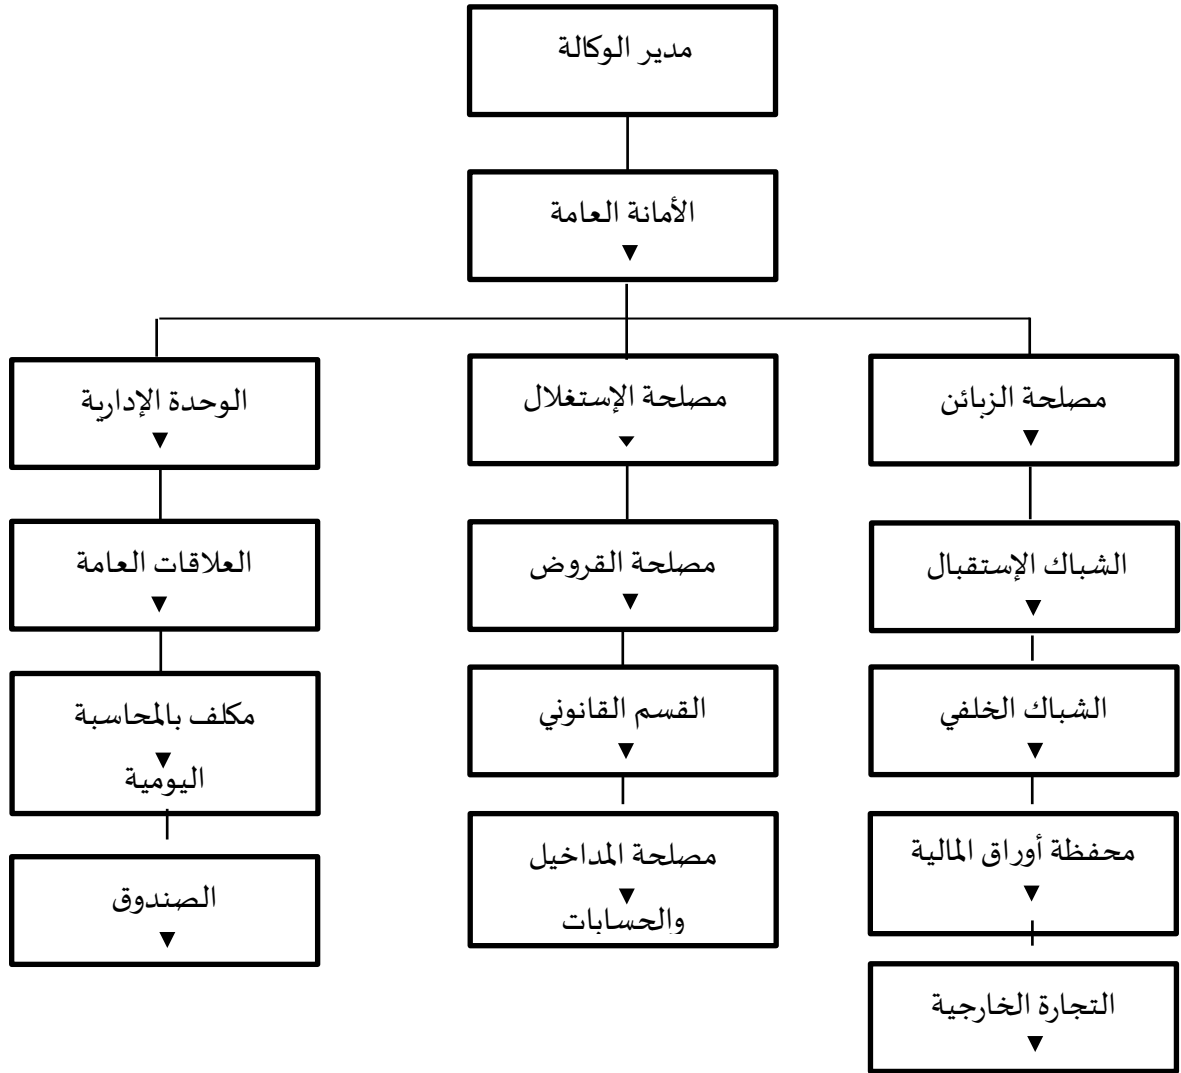 مدير الوكالة
الأمانة العامة
مصلحة الزبائن
مصلحة الإستغلال
الوحدة الإدارية
الشباك الإستقبال
مصلحة القروض
العلاقات العامة
الشباك الخلفي
القسم القانوني
مكلف بالمحاسبة
اليومية
محفظة أوراق المالية
مصلحة المداخيل
والحسابات
الصندوق
التجارة الخارجية